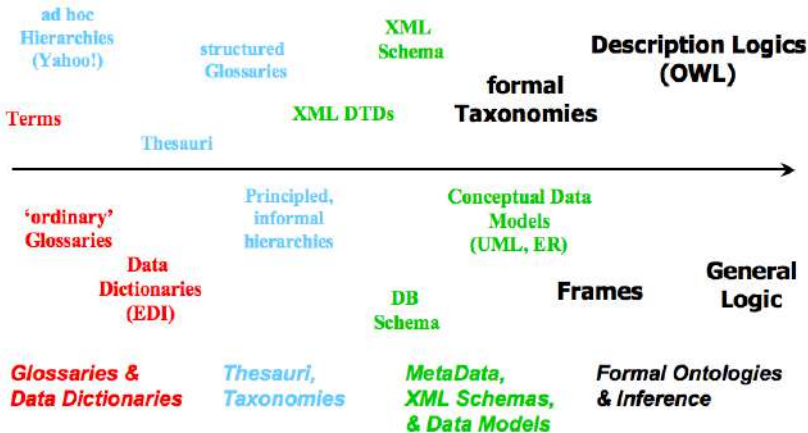 ad hoc
Hierarchies
(Yahoo!)
structured
Glossaries
XML
Schema
Description Logics
(OWL)
formal
Taxonomies
Terms
XML DTDs
Thesauri
'ordinary'
Glossaries
Principled,
informal
hierarchies
Conceptual Data
Models
(UML, ER)
Data
Dictionaries
(EDI)
DB
Schema
Frames
General
Logic
Glossaries &
Data Dictionaries
Thesauri,
Taxonomies
MetaData,
XML Schemas,
& Data Models
Formal Ontologies
& Inference